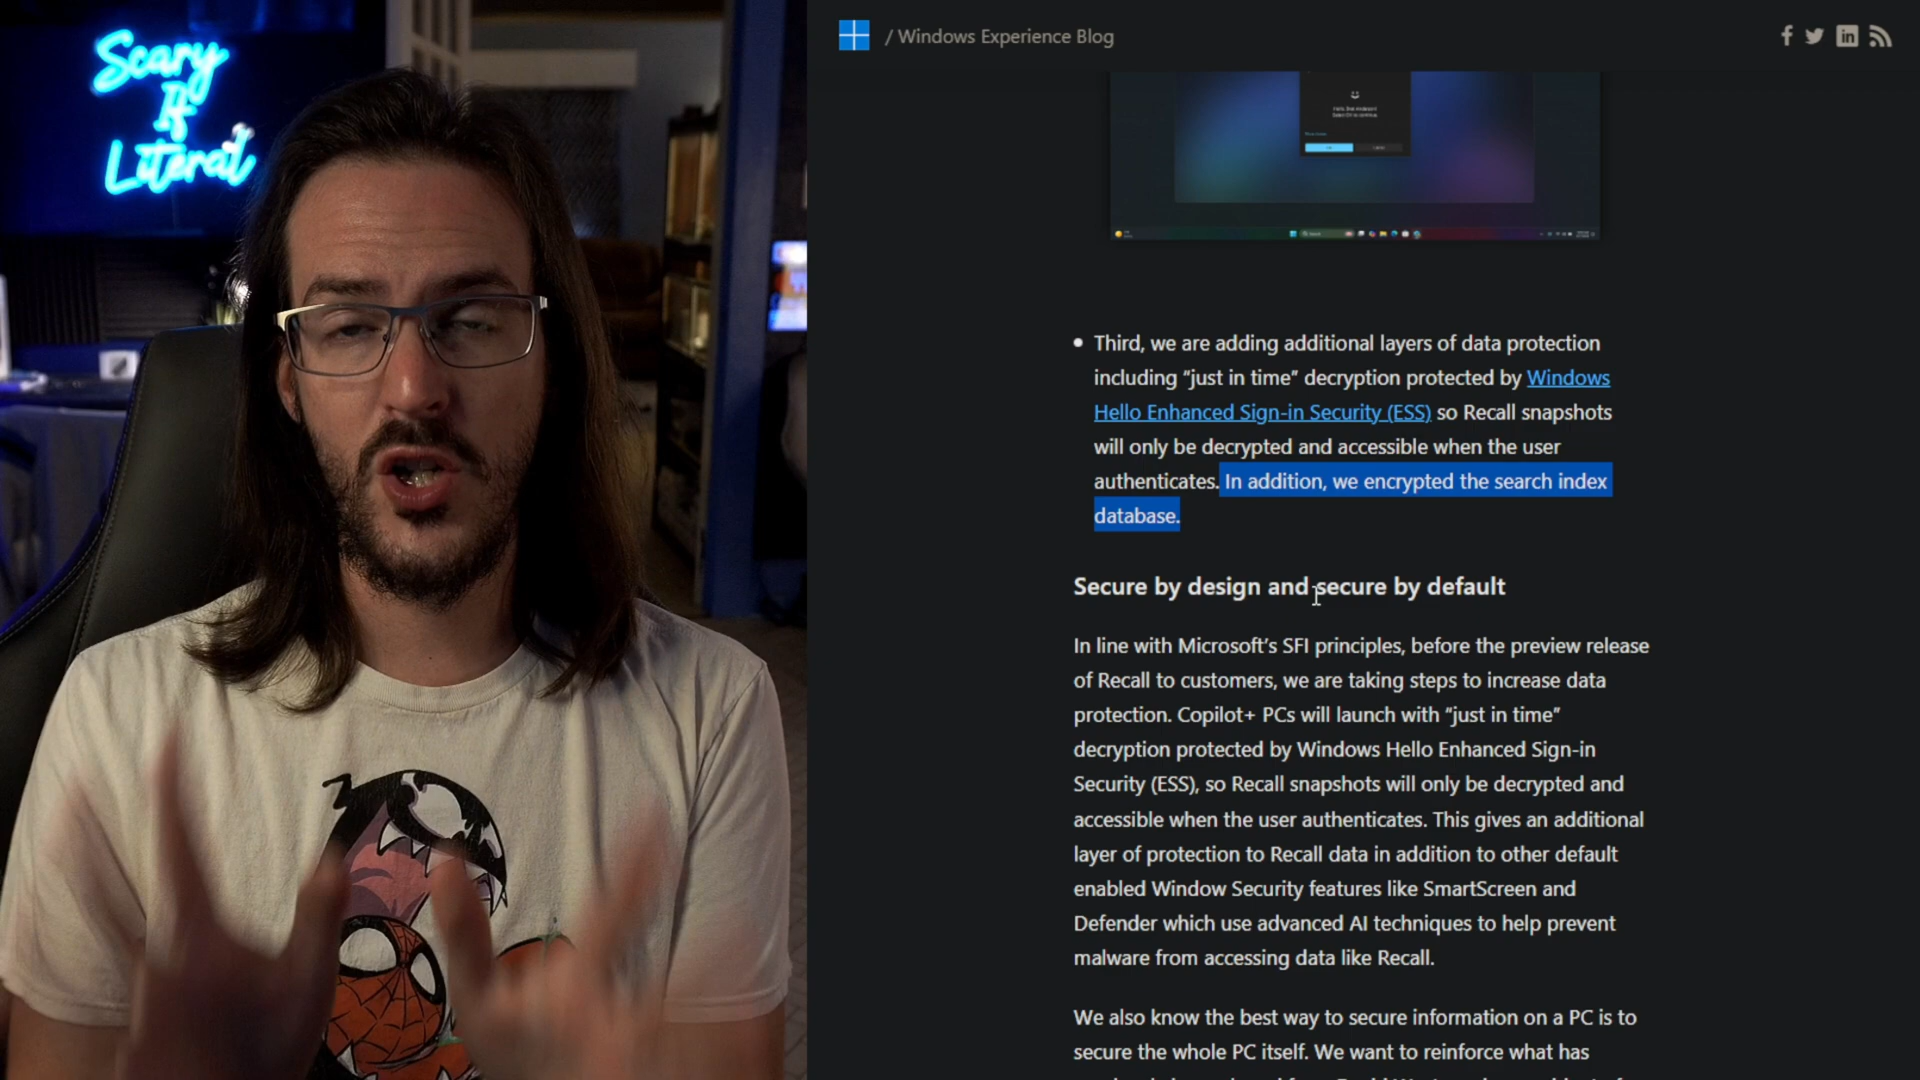 Scary
Is
Literal
/ Windows Experience Blog
Third, we are adding additional layers of data protection
including “just in time” decryption protected by Windows
Hello Enhanced Sign-in Security (ESS) so Recall snapshots
will only be decrypted and accessible when the user
authenticates. In addition, we encrypted the search index
database.
Secure by design and secure by default
In line with Microsoft’s SFI principles, before the preview release
of Recall to customers, we are taking steps to increase data
protection. Copilot+ PCs will launch with “just in time”
decryption protected by Windows Hello Enhanced Sign-in
Security (ESS), so Recall snapshots will only be decrypted and
accessible when the user authenticates. This gives an additional
layer of protection to Recall data in addition to other default
enabled Window Security features like SmartScreen and
Defender which use advanced AI techniques to help prevent
malware from accessing data like Recall.
We also know the best way to secure information on a PC is to
secure the whole PC itself. We want to reinforce what has